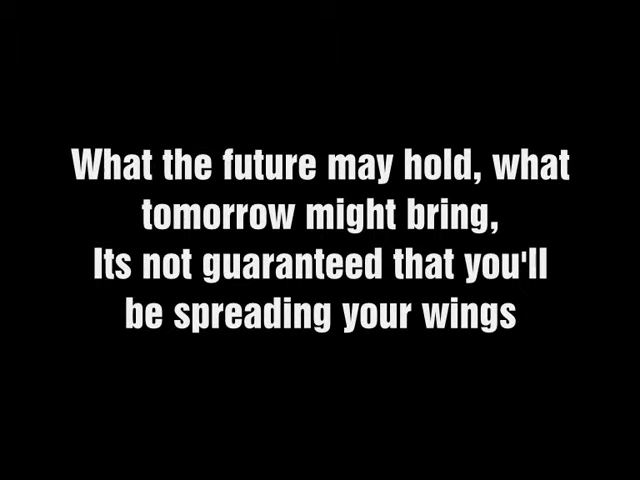 What the future may hold, what
tomorrow might bring,
Its not guaranteed that you'll
be spreading your wings